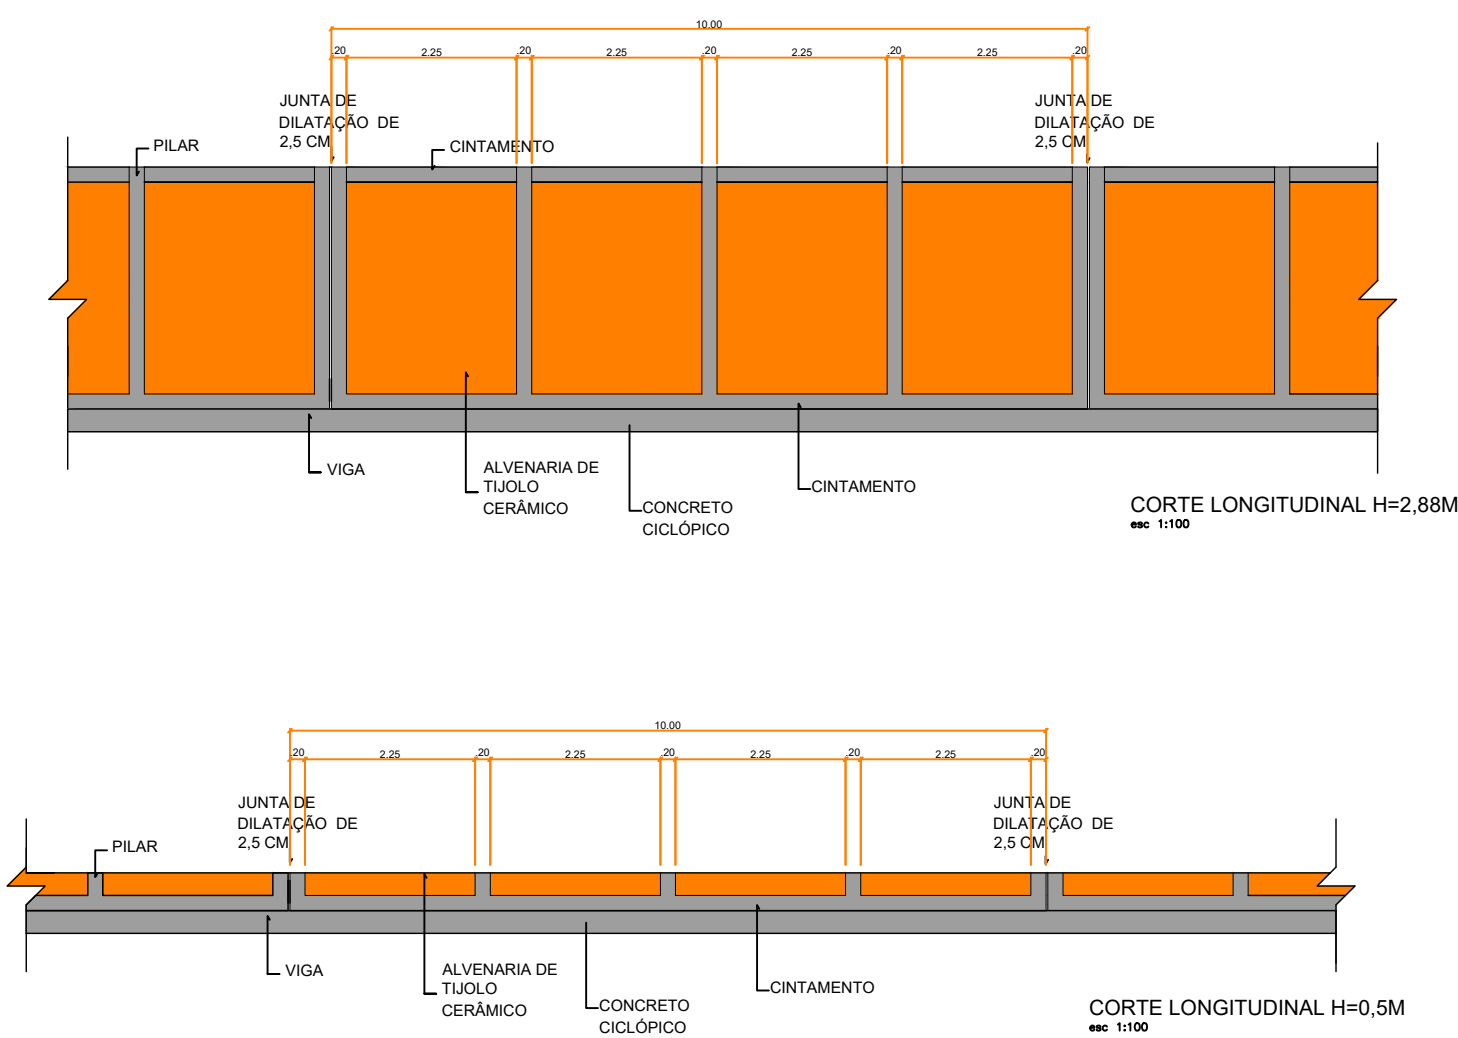 10.00
.20
2.25
.20
2.25
.20
2.25
.20
2.25
.20
JUNTA DE
DILATAÇÃO DE
2,5 CM
JUNTA DE
DILATAÇÃO DE
2,5 CM
PILAR
CINTAMENTO
VIGA
ALVENARIA DE
TIJOLO
CERÂMICO
CONCRETO
CICLÓPICO
CINTAMENTO
CORTE LONGITUDINAL H=2,88M
esc 1:100
10.00
.20
2.25
.20
2.25
.20
2.25
.20
2.25
.20
JUNTA DE
DILATAÇÃO DE
2,5 CM
JUNTA DE
DILATAÇÃO DE
2,5 CM
PILAR
VIGA
ALVENARIA DE
TIJOLO
CERÂMICO
CONCRETO
CICLÓPICO
CINTAMENTO
CORTE LONGITUDINAL H=0,5M
esc 1:100